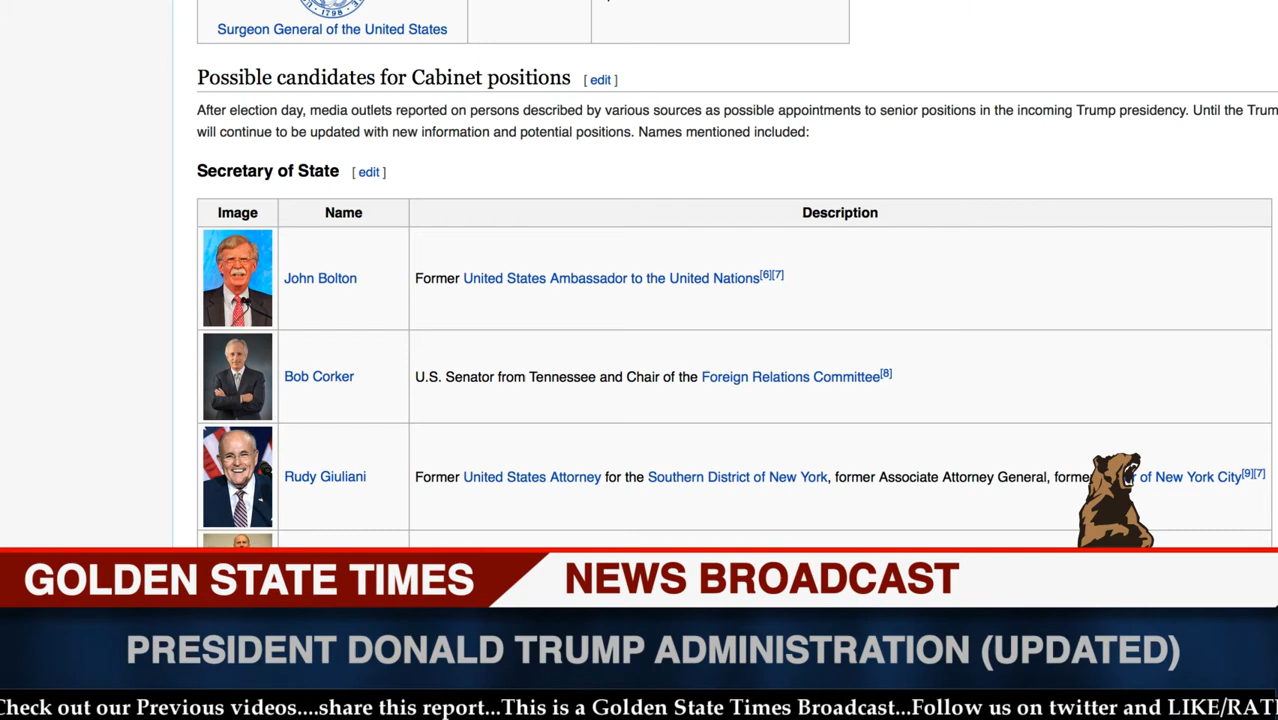 1798
Surgeon General of the United States
Possible candidates for Cabinet positions [ edit ]
After election day, media outlets reported on persons described by various sources as possible appointments to senior positions in the incoming Trump presidency. Until the Trum
will continue to be updated with new information and potential positions. Names mentioned included:
Secretary of State [ edit ]
Image Name Description
John Bolton Former United States Ambassador to the United Nations[6][7]
Bob Corker U.S. Senator from Tennessee and Chair of the Foreign Relations Committee[8]
Rudy Giuliani Former United States Attorney for the Southern District of New York, former Associate Attorney General, forme r of New York City[9][7]
GOLDEN STATE TIMES NEWS BROADCAST
PRESIDENT DONALD TRUMP ADMINISTRATION (UPDATED)
Check out our Previous videos....share this report...This is a Golden State Times Broadcast...Follow us on twitter and LIKE/RAT